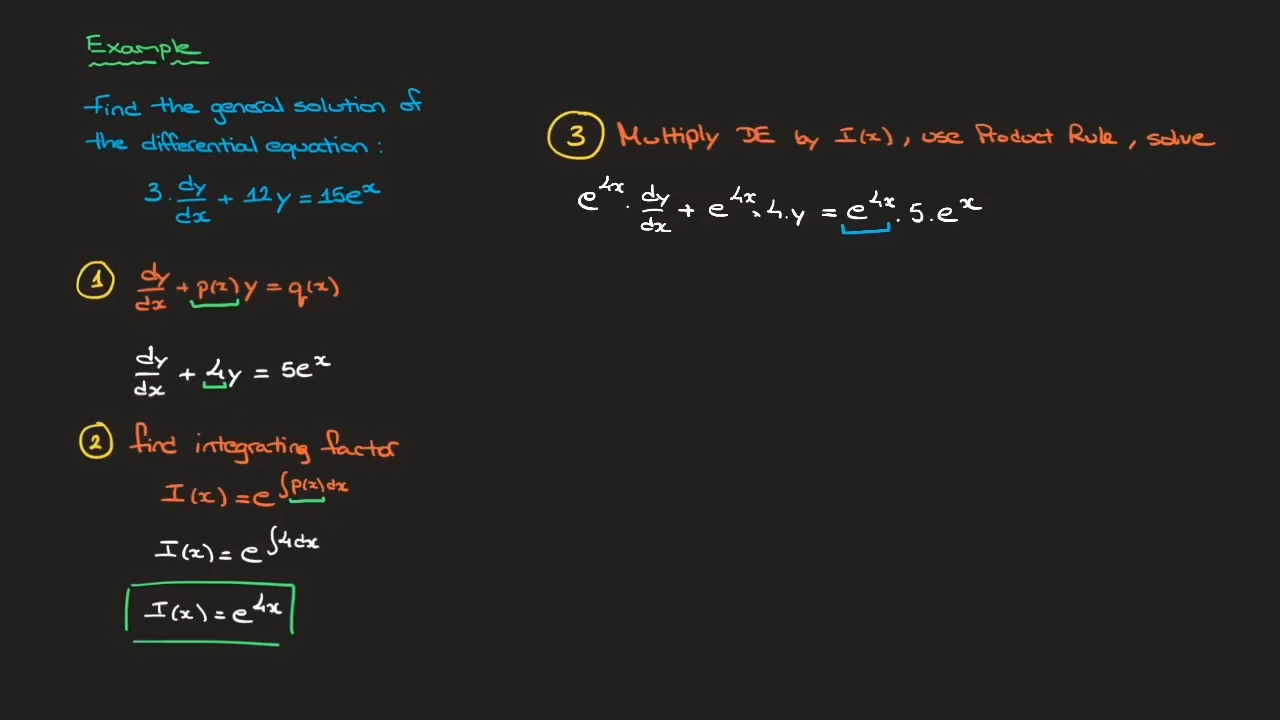 Example
find the general solution of
the differential equation :
3 · dy/dx + 12y = 15e^x
1 dy/dx + p(x) y = q(x)
dy/dx + 4y = 5e^x
2 find integrating factor
I(x) = e^∫p(x)dx
I(x) = e^∫4dx
I(x) = e^4x
3 Multiply DE by I(x) , use Product Rule , solve
e^4x · dy/dx + e^4x · 4 · y = e^4x · 5 · e^x